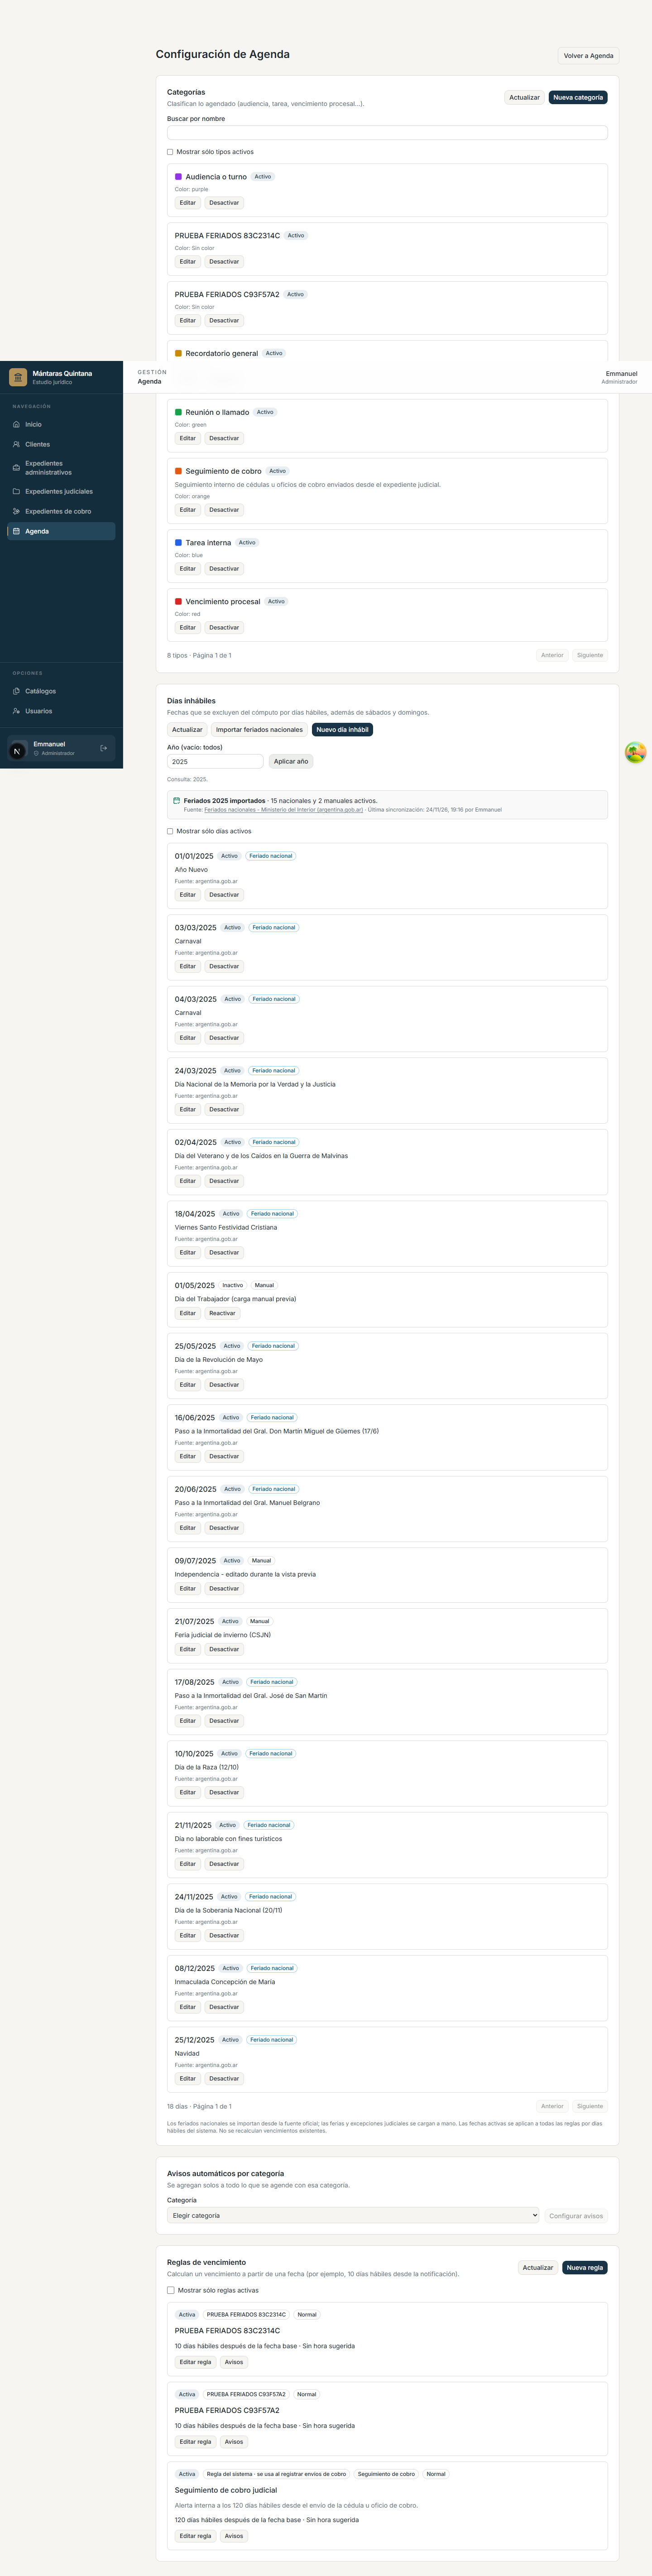 Configuración de Agenda
Volver a Agenda
Categorías
Clasifican lo agendado (audiencia, tarea, vencimiento procesal...).
Actualizar
Nueva categoría
Buscar por nombre
Mostrar sólo tipos activos
Audiencia o turno Activo
Color: purple
Editar Desactivar
PRUEBA FERIADOS 83C2314C Activo
Color: Sin color
Editar Desactivar
PRUEBA FERIADOS C93F57A2 Activo
Color: Sin color
Editar Desactivar
Recordatorio general Activo
Mántaras Quintana
Estudio jurídico
GESTIÓN
Agenda
Emmanuel
Administrador
NAVEGACIÓN
Inicio
Clientes
Expedientes
administrativos
Expedientes judiciales
Expedientes de cobro
Agenda
OPCIONES
Catálogos
Usuarios
N
Emmanuel
Administrador
Reunión o llamado Activo
Color: green
Editar Desactivar
Seguimiento de cobro Activo
Seguimiento interno de cédulas u oficios de cobro enviados desde el expediente judicial.
Color: orange
Editar Desactivar
Tarea interna Activo
Color: blue
Editar Desactivar
Vencimiento procesal Activo
Color: red
Editar Desactivar
8 tipos · Página 1 de 1
Anterior Siguiente
Días inhábiles
Fechas que se excluyen del cómputo por días hábiles, además de sábados y domingos.
Actualizar Importar feriados nacionales Nuevo día inhábil
Año (vacío: todos)
2025 Aplicar año
Consulta: 2025.
Feriados 2025 importados · 15 nacionales y 2 manuales activos.
Fuente: Feriados nacionales - Ministerio del Interior (argentina.gob.ar) · Última sincronización: 24/11/26, 19:16 por Emmanuel
Mostrar sólo días activos
01/01/2025 Activo Feriado nacional
Año Nuevo
Fuente: argentina.gob.ar
Editar Desactivar
03/03/2025 Activo Feriado nacional
Carnaval
Fuente: argentina.gob.ar
Editar Desactivar
04/03/2025 Activo Feriado nacional
Carnaval
Fuente: argentina.gob.ar
Editar Desactivar
24/03/2025 Activo Feriado nacional
Día Nacional de la Memoria por la Verdad y la Justicia
Fuente: argentina.gob.ar
Editar Desactivar
02/04/2025 Activo Feriado nacional
Día del Veterano y de los Caídos en la Guerra de Malvinas
Fuente: argentina.gob.ar
Editar Desactivar
18/04/2025 Activo Feriado nacional
Viernes Santo Festividad Cristiana
Fuente: argentina.gob.ar
Editar Desactivar
01/05/2025 Inactivo Manual
Día del Trabajador (carga manual previa)
Editar Reactivar
25/05/2025 Activo Feriado nacional
Día de la Revolución de Mayo
Fuente: argentina.gob.ar
Editar Desactivar
16/06/2025 Activo Feriado nacional
Paso a la Inmortalidad del Gral. Don Martín Miguel de Güemes (17/6)
Fuente: argentina.gob.ar
Editar Desactivar
20/06/2025 Activo Feriado nacional
Paso a la Inmortalidad del Gral. Manuel Belgrano
Fuente: argentina.gob.ar
Editar Desactivar
09/07/2025 Activo Manual
Independencia - editado durante la vista previa
Editar Desactivar
21/07/2025 Activo Manual
Feria judicial de invierno (CSJN)
Editar Desactivar
17/08/2025 Activo Feriado nacional
Paso a la Inmortalidad del Gral. José de San Martín
Fuente: argentina.gob.ar
Editar Desactivar
10/10/2025 Activo Feriado nacional
Día de la Raza (12/10)
Fuente: argentina.gob.ar
Editar Desactivar
21/11/2025 Activo Feriado nacional
Día no laborable con fines turísticos
Fuente: argentina.gob.ar
Editar Desactivar
24/11/2025 Activo Feriado nacional
Día de la Soberanía Nacional (20/11)
Fuente: argentina.gob.ar
Editar Desactivar
08/12/2025 Activo Feriado nacional
Inmaculada Concepción de María
Fuente: argentina.gob.ar
Editar Desactivar
25/12/2025 Activo Feriado nacional
Navidad
Fuente: argentina.gob.ar
Editar Desactivar
18 días · Página 1 de 1
Anterior Siguiente
Los feriados nacionales se importan desde la fuente oficial; las ferias y excepciones judiciales se cargan a mano. Las fechas activas se aplican a todas las reglas por días
hábiles del sistema. No se recalculan vencimientos existentes.
Avisos automáticos por categoría
Se agregan solos a todo lo que se agende con esa categoría.
Categoría
Elegir categoría
Configurar avisos
Reglas de vencimiento
Calculan un vencimiento a partir de una fecha (por ejemplo, 10 días hábiles desde la notificación).
Actualizar
Nueva regla
Mostrar sólo reglas activas
Activa PRUEBA FERIADOS 83C2314C Normal
PRUEBA FERIADOS 83C2314C
10 días hábiles después de la fecha base · Sin hora sugerida
Editar regla Avisos
Activa PRUEBA FERIADOS C93F57A2 Normal
PRUEBA FERIADOS C93F57A2
10 días hábiles después de la fecha base · Sin hora sugerida
Editar regla Avisos
Activa Regla del sistema · se usa al registrar envíos de cobro Seguimiento de cobro Normal
Seguimiento de cobro judicial
Alerta interna a los 120 días hábiles desde el envío de la cédula u oficio de cobro.
120 días hábiles después de la fecha base · Sin hora sugerida
Editar regla Avisos